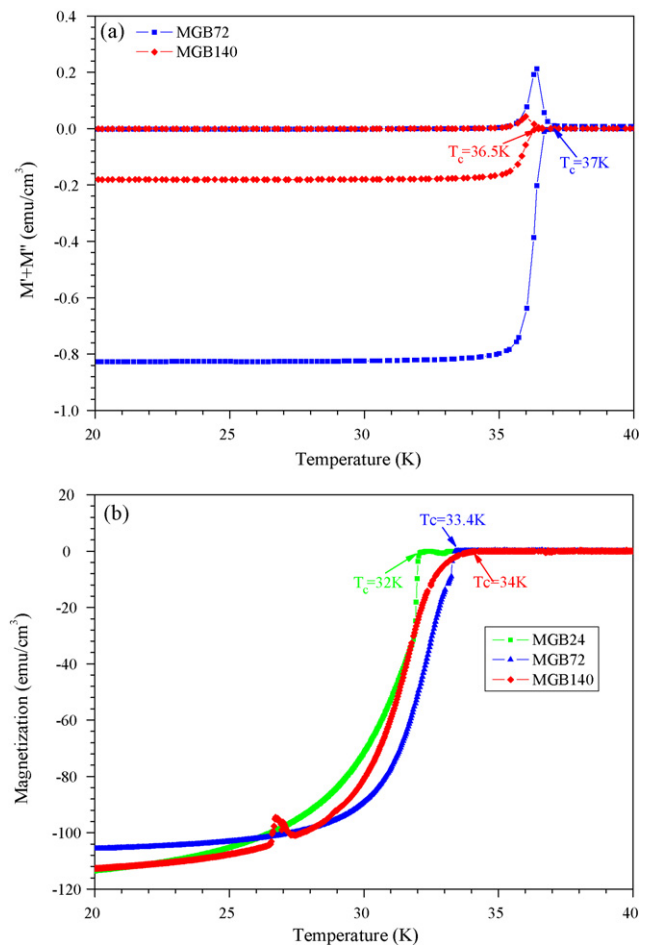 (a)
MGB72
MGB140
0.4
0.2
0.0
-0.2
-0.4
-0.6
-0.8
-1.0
M'+M" (emu/cm³)
T_c=36.5K
T_c=37K
20 25 30 35 40
Temperature (K)
(b)
20
0
-20
-40
-60
-80
-100
-120
Magnetization (emu/cm³)
Tc=33.4K
T_c=32K
Tc=34K
MGB24
MGB72
MGB140
20 25 30 35 40
Temperature (K)